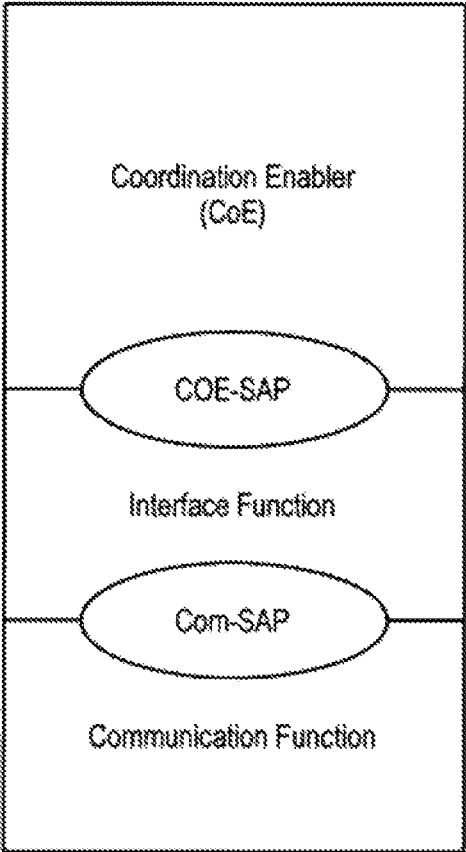 Coordination Enabler
(CoE)
COE-SAP
Interface Function
Com-SAP
Communication Function